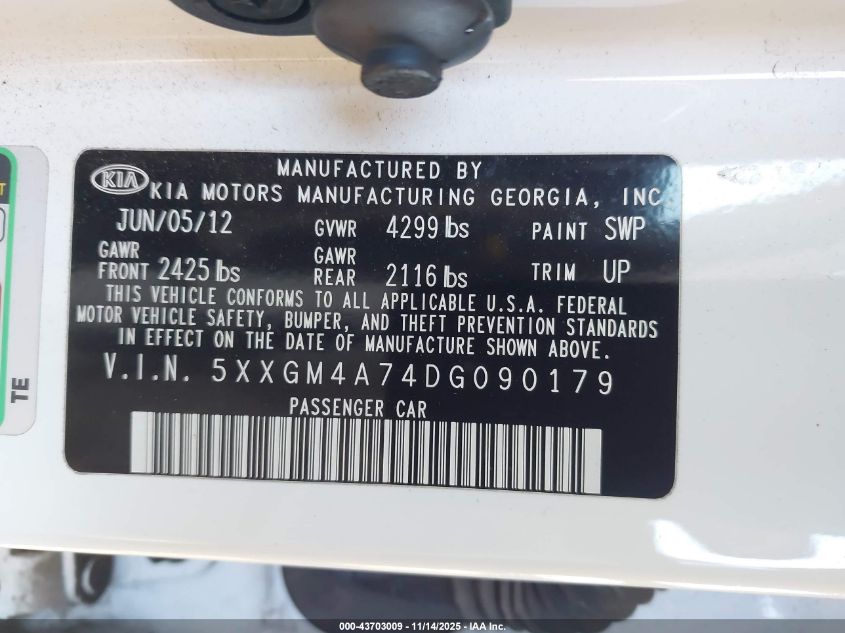 MANUFACTURED BY
KIA KIA MOTORS MANUFACTURING GEORGIA, INC.
JUN/05/12 GVWR 4299 lbs PAINT SWP
GAWR FRONT 2425 lbs GAWR REAR 2116 lbs TRIM UP
THIS VEHICLE CONFORMS TO ALL APPLICABLE U.S.A. FEDERAL
MOTOR VEHICLE SAFETY, BUMPER, AND THEFT PREVENTION STANDARDS
IN EFFECT ON THE DATE OF MANUFACTURE SHOWN ABOVE.
V.I.N. 5XXGM4A74DG090179
PASSENGER CAR
TE
000-43703009 - 11/14/2025 - IAA Inc.